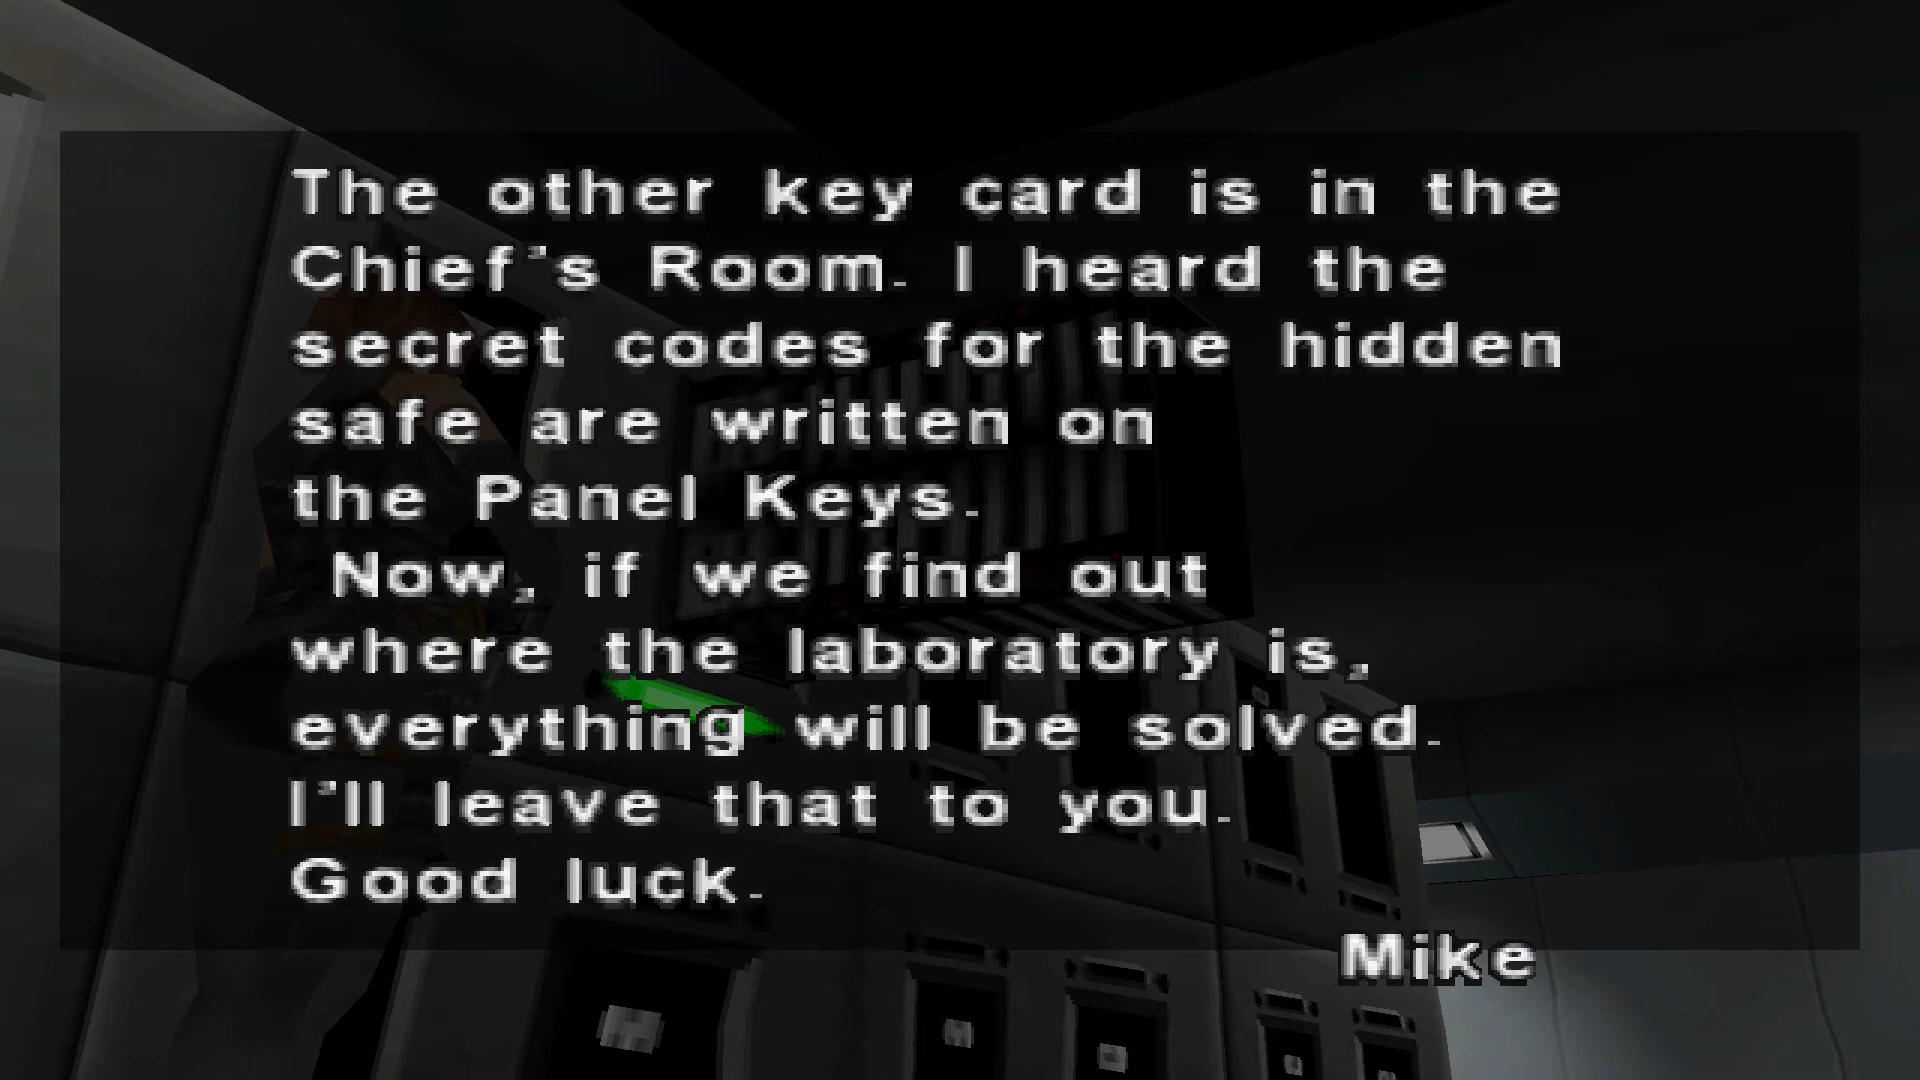 The other key card is in the
Chief's Room. I heard the
secret codes for the hidden
safe are written on
the Panel Keys.
Now, if we find out
where the laboratory is,
everything will be solved.
I'll leave that to you.
Good luck.
Mike